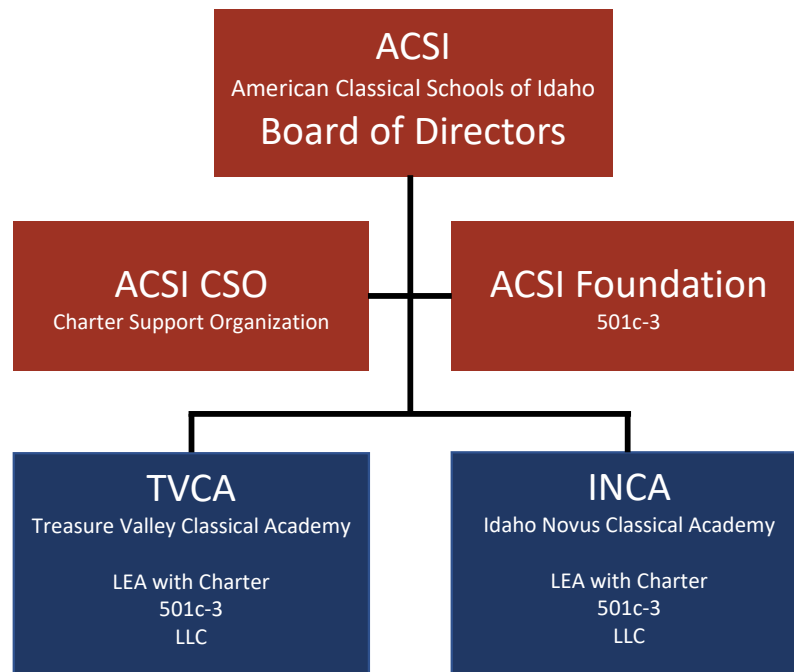 ACSI
American Classical Schools of Idaho
Board of Directors
ACSI CSO
Charter Support Organization
ACSI Foundation
501c-3
TVCA
Treasure Valley Classical Academy
LEA with Charter
501c-3
LLC
INCA
Idaho Novus Classical Academy
LEA with Charter
501c-3
LLC